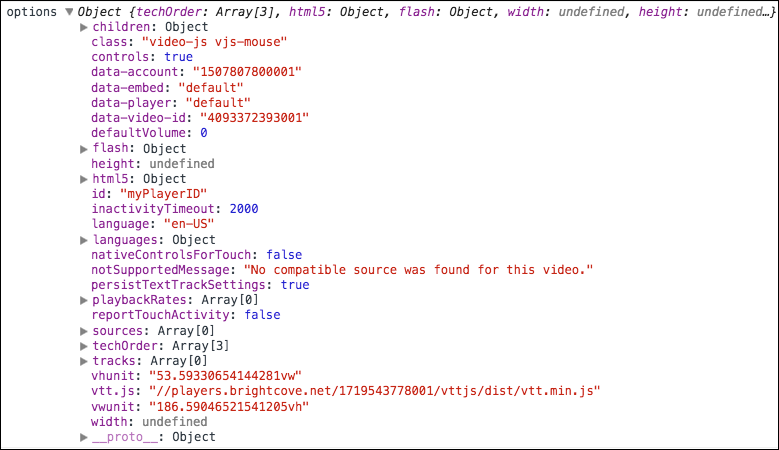 options ▼ Object {techOrder: Array[3], html5: Object, flash: Object, width: undefined, height: undefined…}
▶ children: Object
class: "video-js vjs-mouse"
controls: true
data-account: "1507807800001"
data-embed: "default"
data-player: "default"
data-video-id: "4093372393001"
defaultVolume: 0
▶ flash: Object
height: undefined
▶ html5: Object
id: "myPlayerID"
inactivityTimeout: 2000
language: "en-US"
▶ languages: Object
nativeControlsForTouch: false
notSupportedMessage: "No compatible source was found for this video."
persistTextTrackSettings: true
▶ playbackRates: Array[0]
reportTouchActivity: false
▶ sources: Array[0]
▶ techOrder: Array[3]
▶ tracks: Array[0]
vhunit: "53.59330654144281vw"
vtt.js: "//players.brightcove.net/1719543778001/vttjs/dist/vtt.min.js"
vwunit: "186.59046521541205vh"
width: undefined
▶ __proto__: Object